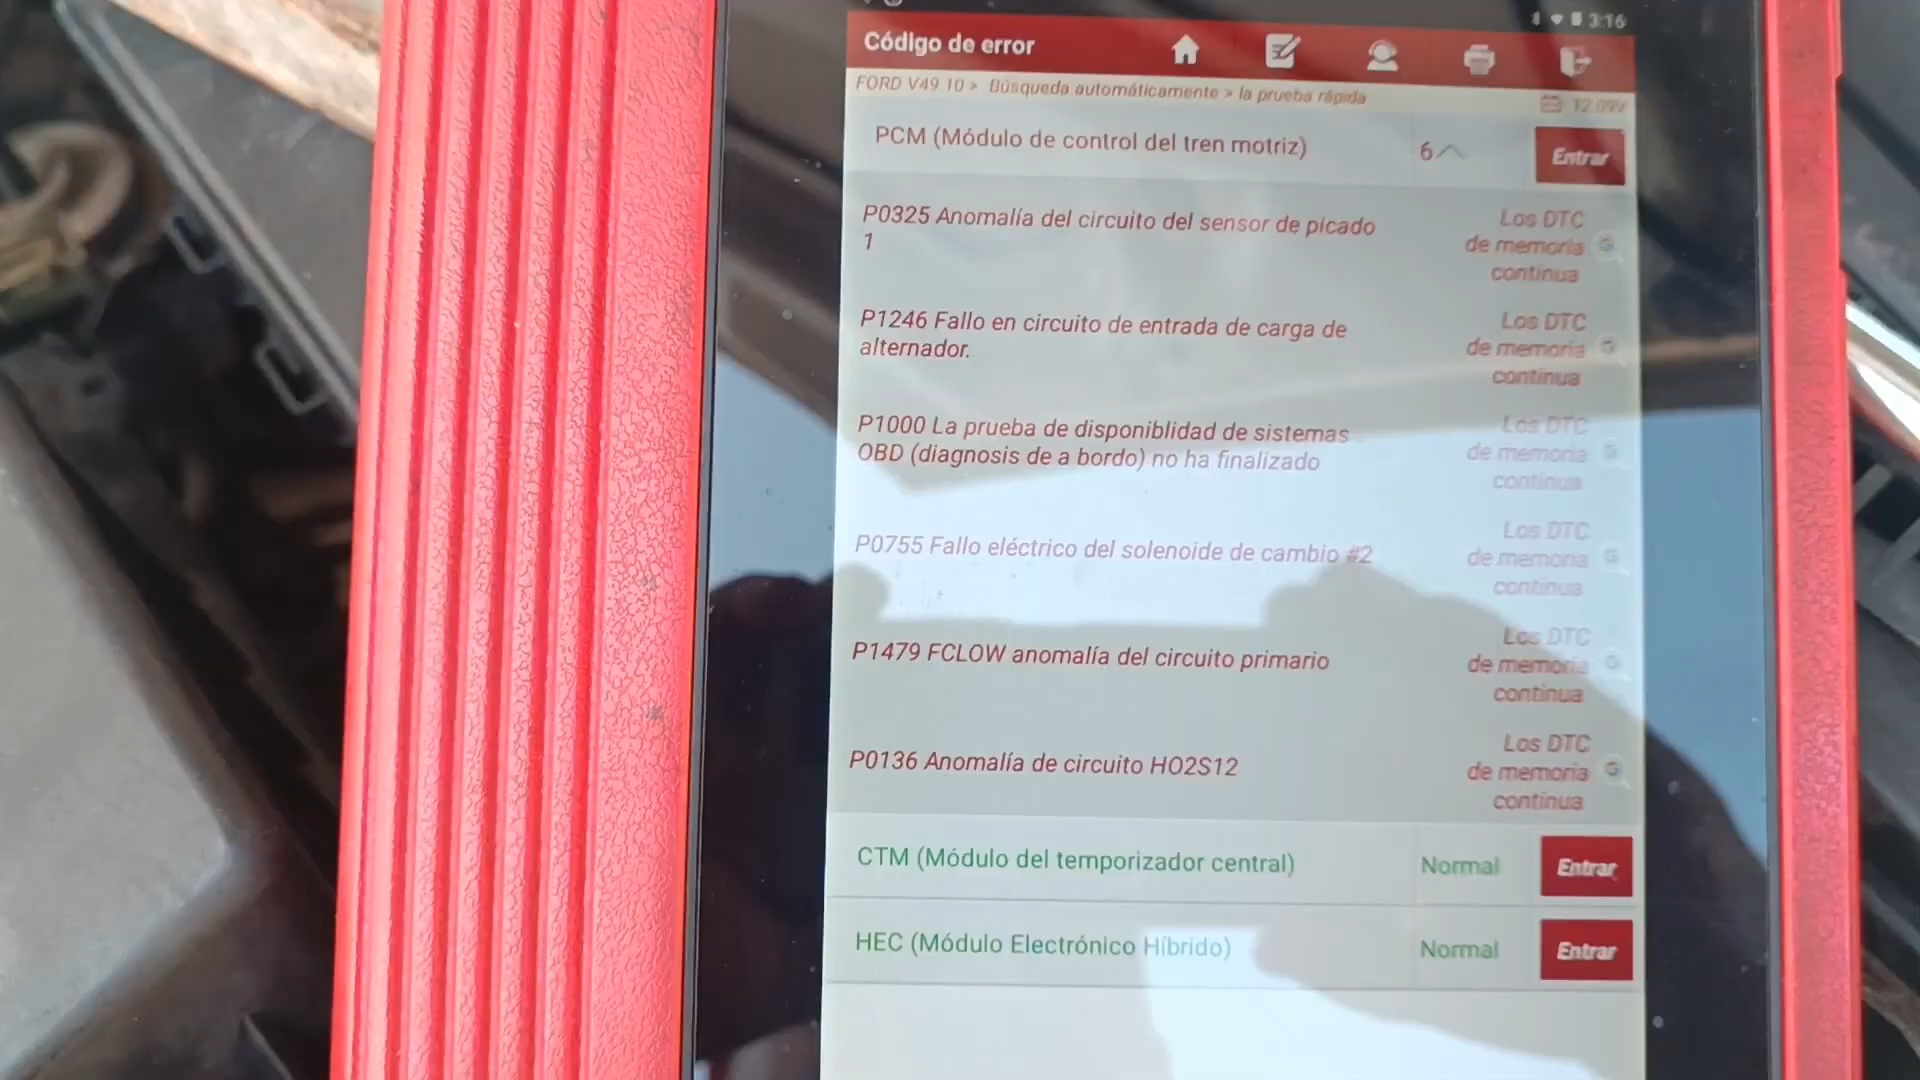 3:16
Código de error
FORD V49.10 > Búsqueda automáticamente > la prueba rápida
PCM (Módulo de control del tren motriz)
6
Entrar
P0325 Anomalía del circuito del sensor de picado
1
Los DTC
de memoria
continua
P1246 Fallo en circuito de entrada de carga de
alternador.
Los DTC
de memoria
continua
P1000 La prueba de disponiblidad de sistemas
OBD (diagnosis de a bordo) no ha finalizado
Los DTC
de memoria
continua
P0755 Fallo eléctrico del solenoide de cambio #2
Los DTC
de memoria
continua
P1479 FCLOW anomalía del circuito primario
Los DTC
de memoria
continua
P0136 Anomalía de circuito HO2S12
Los DTC
de memoria
continua
CTM (Módulo del temporizador central)
Normal
Entrar
HEC (Módulo Electrónico Híbrido)
Normal
Entrar